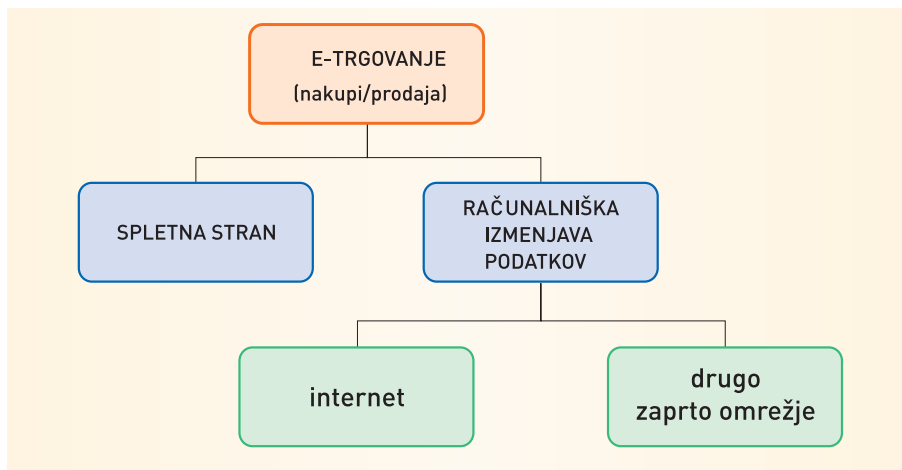 E-TRGOVANJE
(nakupi/prodaja)
SPLETNA STRAN
RAČUNALNIŠKA
IZMENJAVA
PODATKOV
internet
drugo
zaprto omrežje